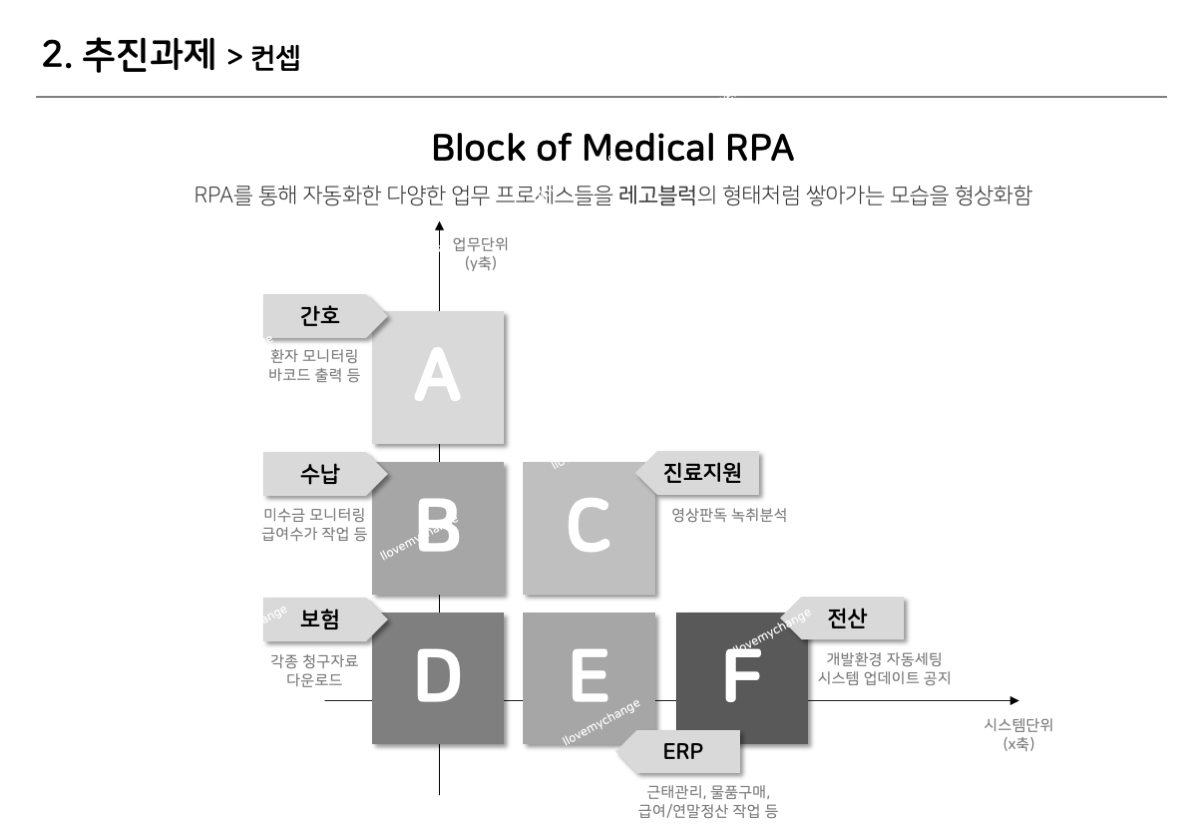 2. 추진과제 > 컨셉
Block of Medical RPA
RPA를 통해 자동화한 다양한 업무 프로세스들을 레고블럭의 형태처럼 쌓아가는 모습을 형상화함
업무단위
(y축)
간호
환자 모니터링
바코드 출력 등
A
수납
미수금 모니터링
급여수가 작업 등
B
Ilovemychange
C
진료지원
영상판독 녹취분석
보험
각종 청구자료
다운로드
D
E
Ilovemychange
F
Ilovemychange
전산
개발환경 자동세팅
시스템 업데이트 공지
시스템단위
(x축)
ERP
근태관리, 물품구매,
급여/연말정산 작업 등